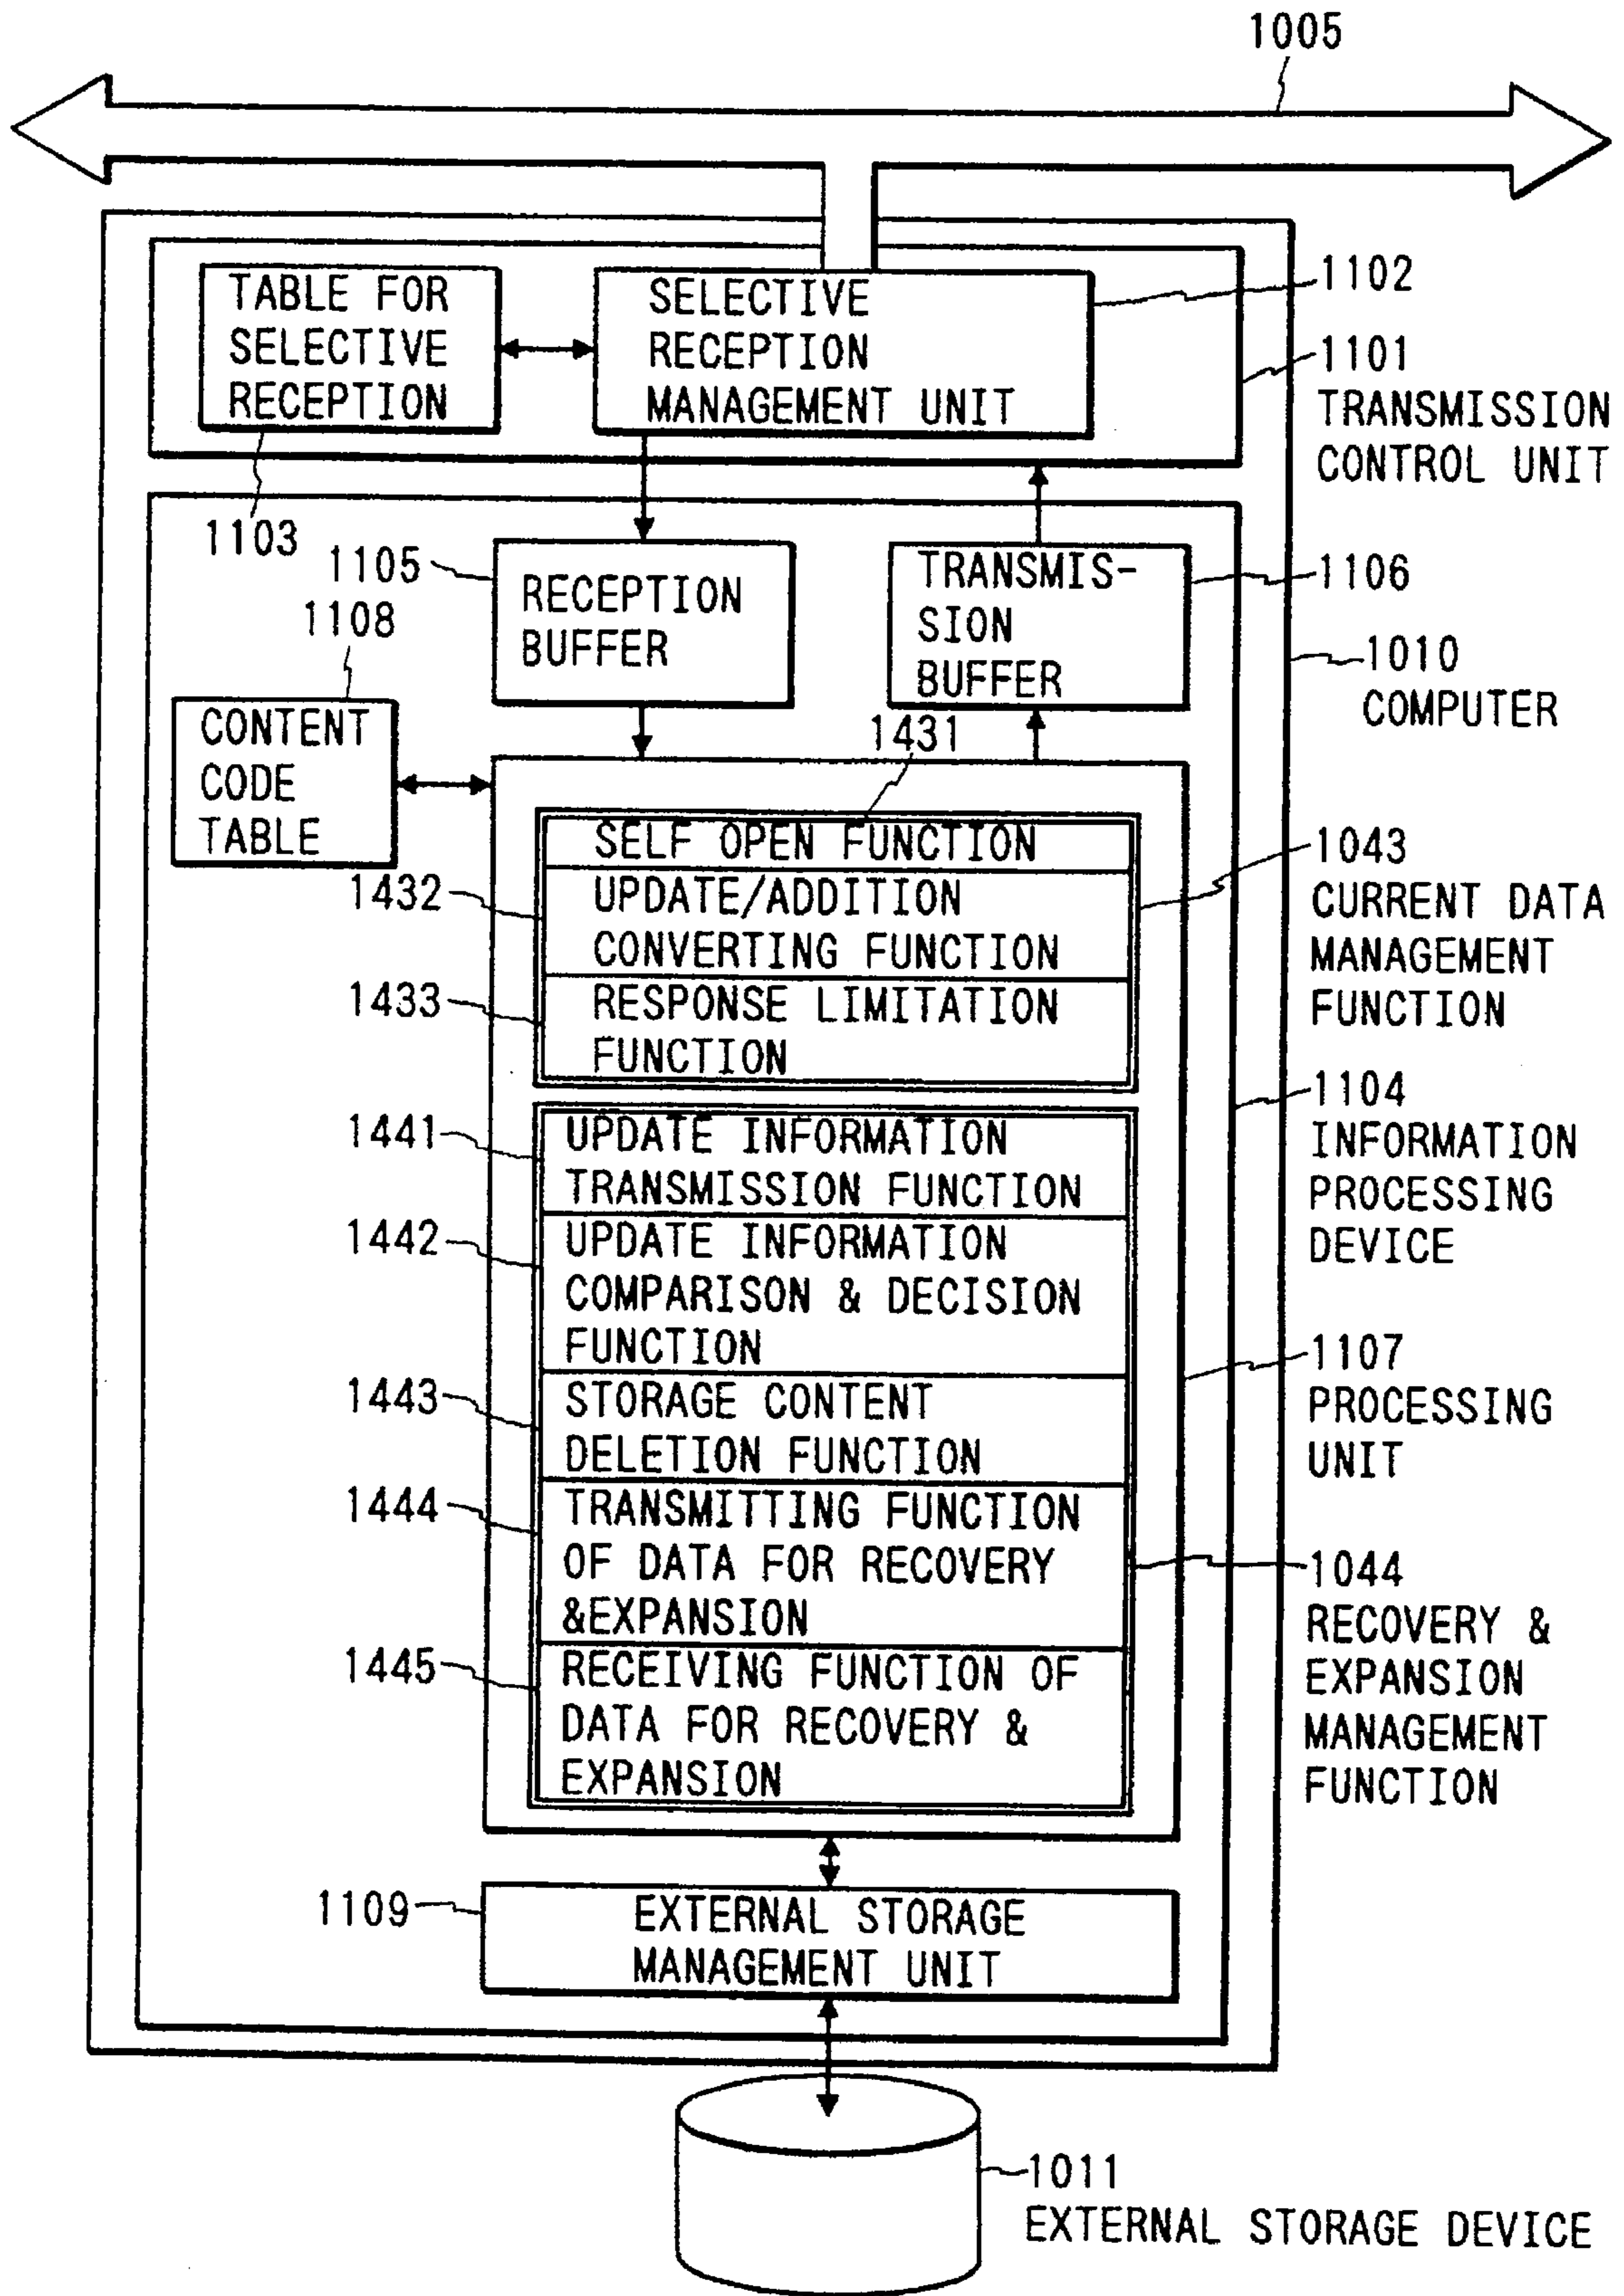 1005
TABLE FOR
SELECTIVE
RECEPTION
SELECTIVE
RECEPTION
MANAGEMENT UNIT
1102
1101
TRANSMISSION
CONTROL UNIT
1103
1105
RECEPTION
BUFFER
TRANSMIS-
SION
BUFFER
1106
1108
1010
COMPUTER
CONTENT
CODE
TABLE
1431
SELF OPEN FUNCTION
1432
UPDATE/ADDITION
CONVERTING FUNCTION
1433
RESPONSE LIMITATION
FUNCTION
1043
CURRENT DATA
MANAGEMENT
FUNCTION
1104
INFORMATION
PROCESSING
DEVICE
1441
UPDATE INFORMATION
TRANSMISSION FUNCTION
1442
UPDATE INFORMATION
COMPARISON & DECISION
FUNCTION
1107
PROCESSING
UNIT
1443
STORAGE CONTENT
DELETION FUNCTION
1444
TRANSMITTING FUNCTION
OF DATA FOR RECOVERY
&EXPANSION
1044
RECOVERY &
EXPANSION
MANAGEMENT
FUNCTION
1445
RECEIVING FUNCTION OF
DATA FOR RECOVERY &
EXPANSION
1109
EXTERNAL STORAGE
MANAGEMENT UNIT
1011
EXTERNAL STORAGE DEVICE